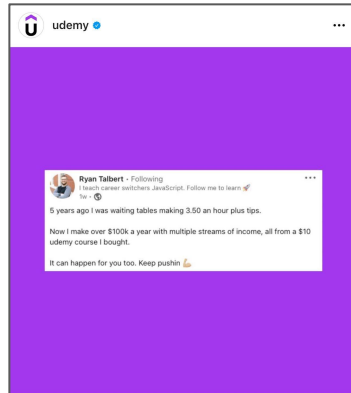 udemy
Ryan Talbert · Following
I teach career switchers JavaScript. Follow me to learn 🚀
1w ·
5 years ago I was waiting tables making 3.50 an hour plus tips.
Now I make over $100k a year with multiple streams of income, all from a $10
udemy course I bought.
It can happen for you too. Keep pushin 💪🏼